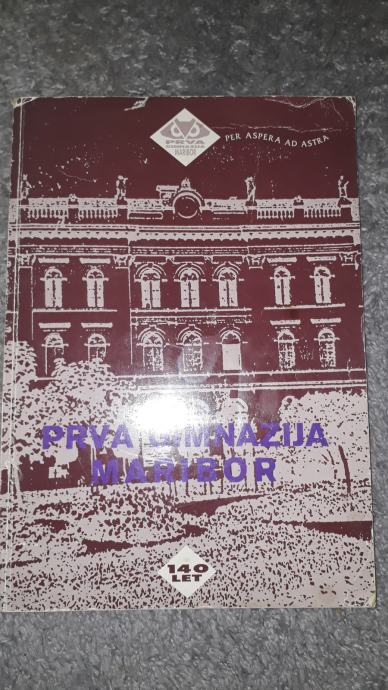 PRVA
GIMNAZIJA
MARIBOR
PER ASPERA AD ASTRA
PRVA GIMNAZIJA
MARIBOR
140
LET